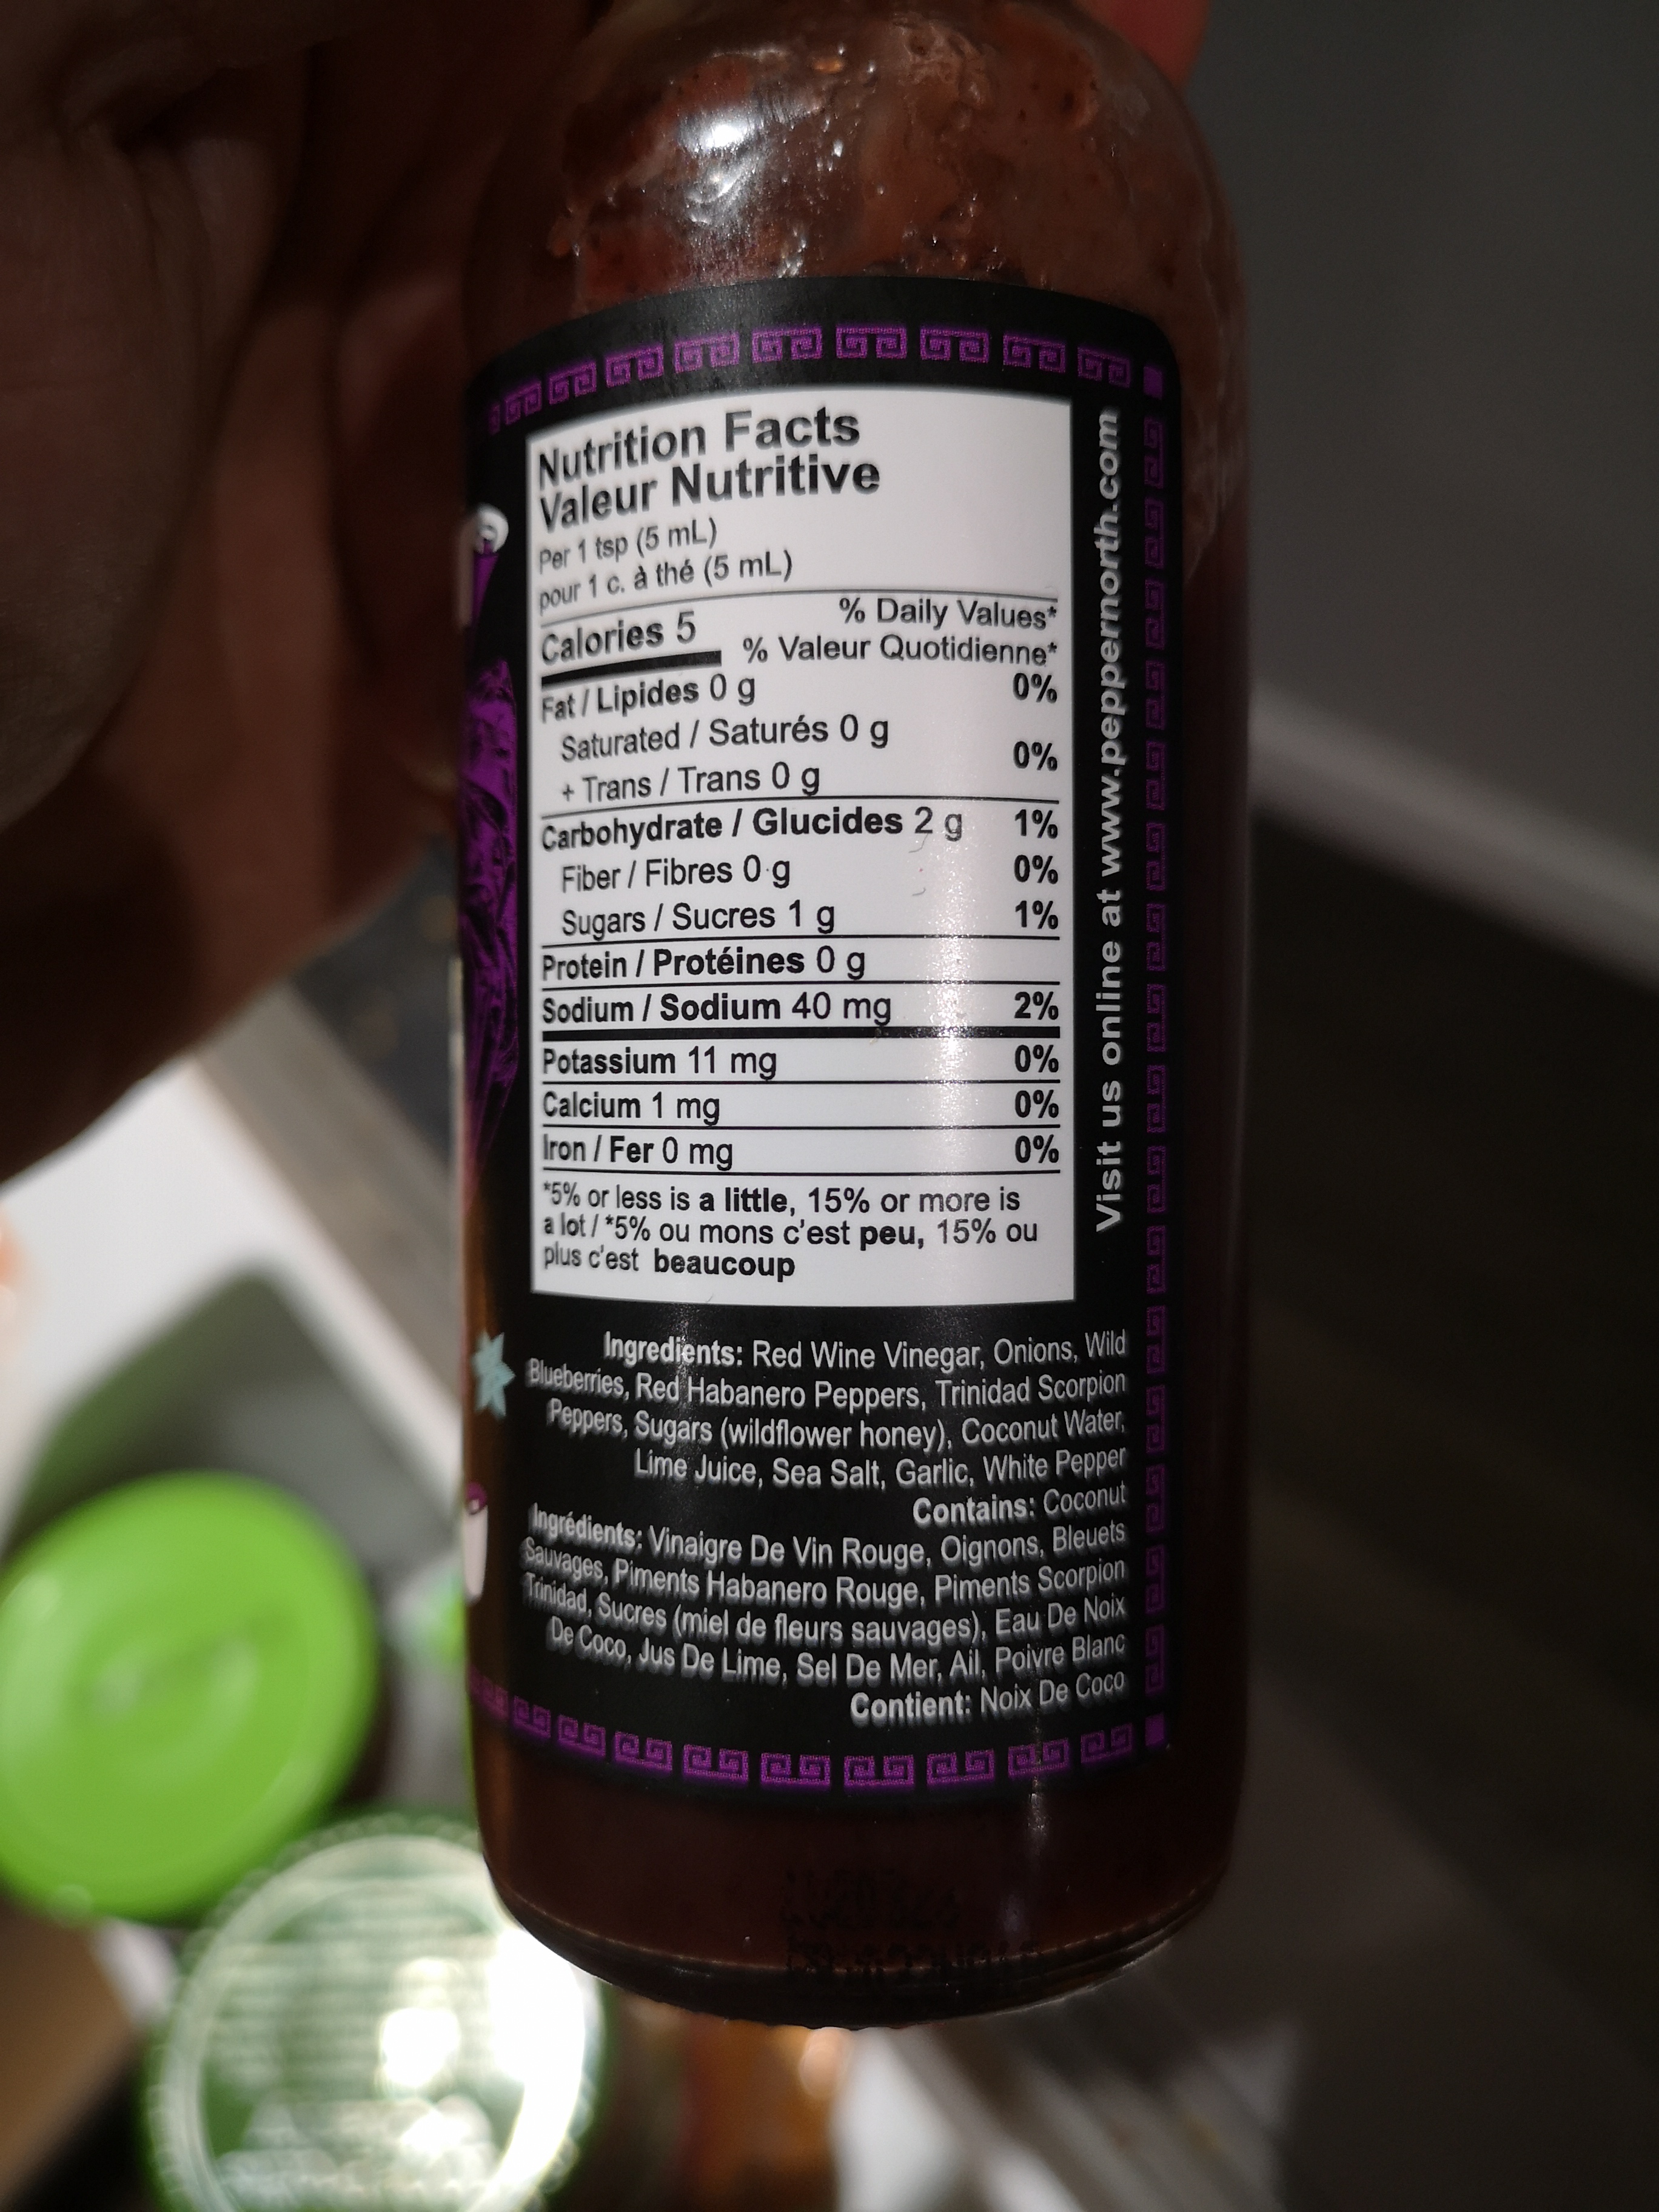 Nutrition Facts
Valeur Nutritive
Per 1 tsp (5 mL)
pour 1 c. à thé (5 mL)
Calories 5
% Daily Values*
% Valeur Quotidienne*
Fat / Lipides 0 g 0%
Saturated / Saturés 0 g
+ Trans / Trans 0 g
0%
Carbohydrate / Glucides 2 g 1%
Fiber / Fibres 0 g 0%
Sugars / Sucres 1 g 1%
Protein / Protéines 0 g
Sodium / Sodium 40 mg 2%
Potassium 11 mg 0%
Calcium 1 mg 0%
Iron / Fer 0 mg 0%
*5% or less is a little, 15% or more is
a lot / *5% ou mons c'est peu, 15% ou
plus c'est beaucoup
Visit us online at www.peppernorth.com
Ingredients: Red Wine Vinegar, Onions, Wild
Blueberries, Red Habanero Peppers, Trinidad Scorpion
Peppers, Sugars (wildflower honey), Coconut Water,
Lime Juice, Sea Salt, Garlic, White Pepper
Contains: Coconut
Ingrédients: Vinaigre De Vin Rouge, Oignons, Bleuets
Sauvages, Piments Habanero Rouge, Piments Scorpion
Trinidad, Sucres (miel de fleurs sauvages), Eau De Noix
De Coco, Jus De Lime, Sel De Mer, Ail, Poivre Blanc
Contient: Noix De Coco